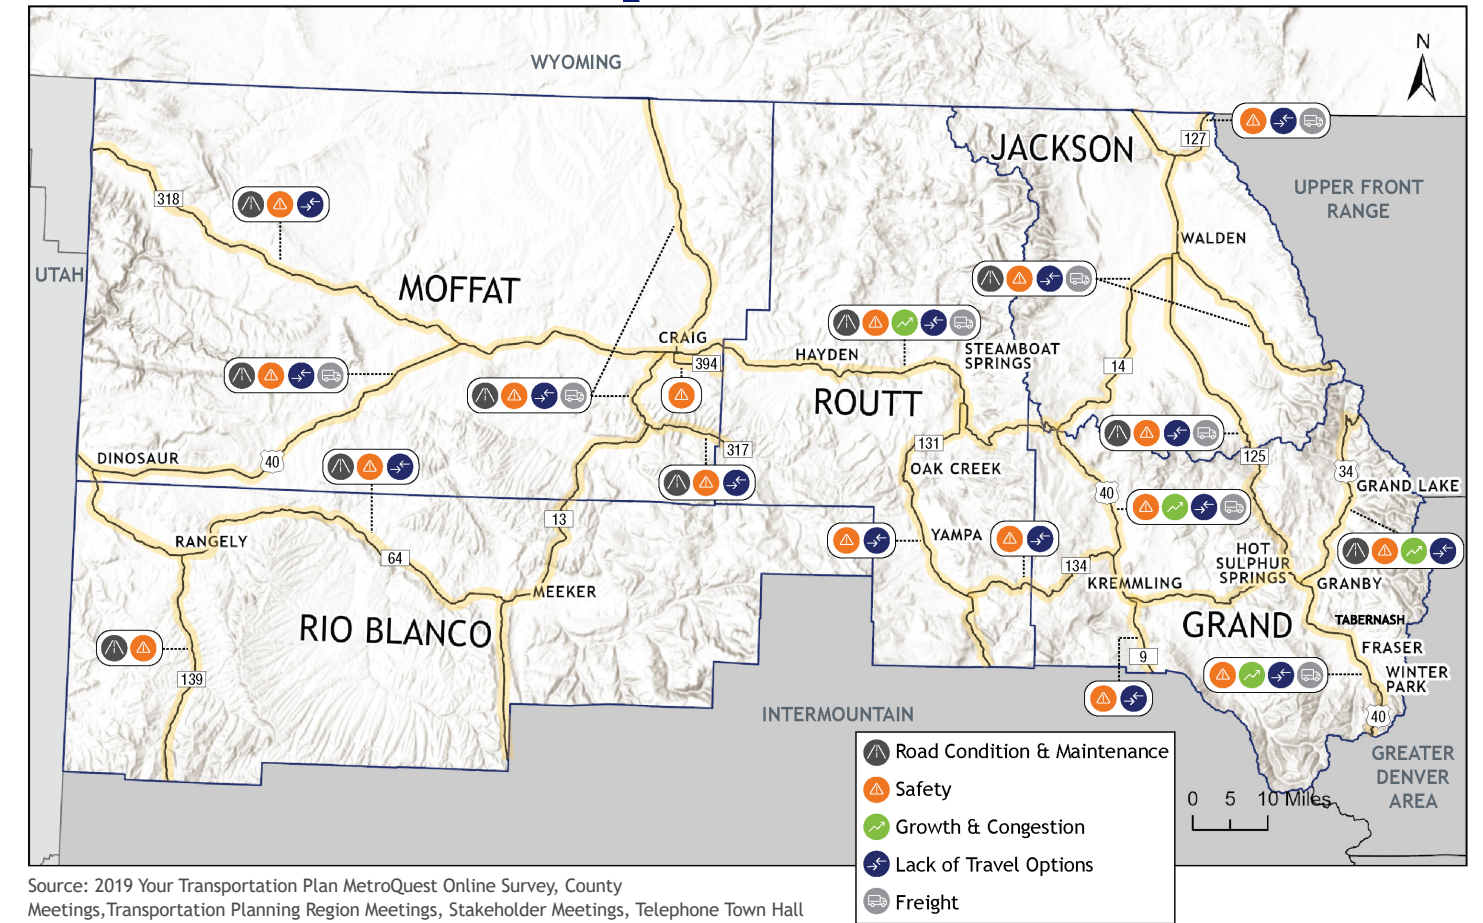 WYOMING
N
JACKSON
127
UPPER FRONT
RANGE
318
WALDEN
UTAH
MOFFAT
CRAIG
HAYDEN
STEAMBOAT
SPRINGS
394
14
ROUTT
131
317
125
DINOSAUR
40
OAK CREEK
34
GRAND LAKE
40
13
RANGELY
YAMPA
HOT
SULPHUR
SPRINGS
64
134
KREMMLING
GRANBY
MEEKER
RIO BLANCO
GRAND
TABERNASH
FRASER
9
WINTER
PARK
139
INTERMOUNTAIN
40
GREATER
DENVER
AREA
Road Condition & Maintenance
Safety
Growth & Congestion
Lack of Travel Options
Freight
0 5 10 Miles
Source: 2019 Your Transportation Plan MetroQuest Online Survey, County
Meetings,Transportation Planning Region Meetings, Stakeholder Meetings, Telephone Town Hall